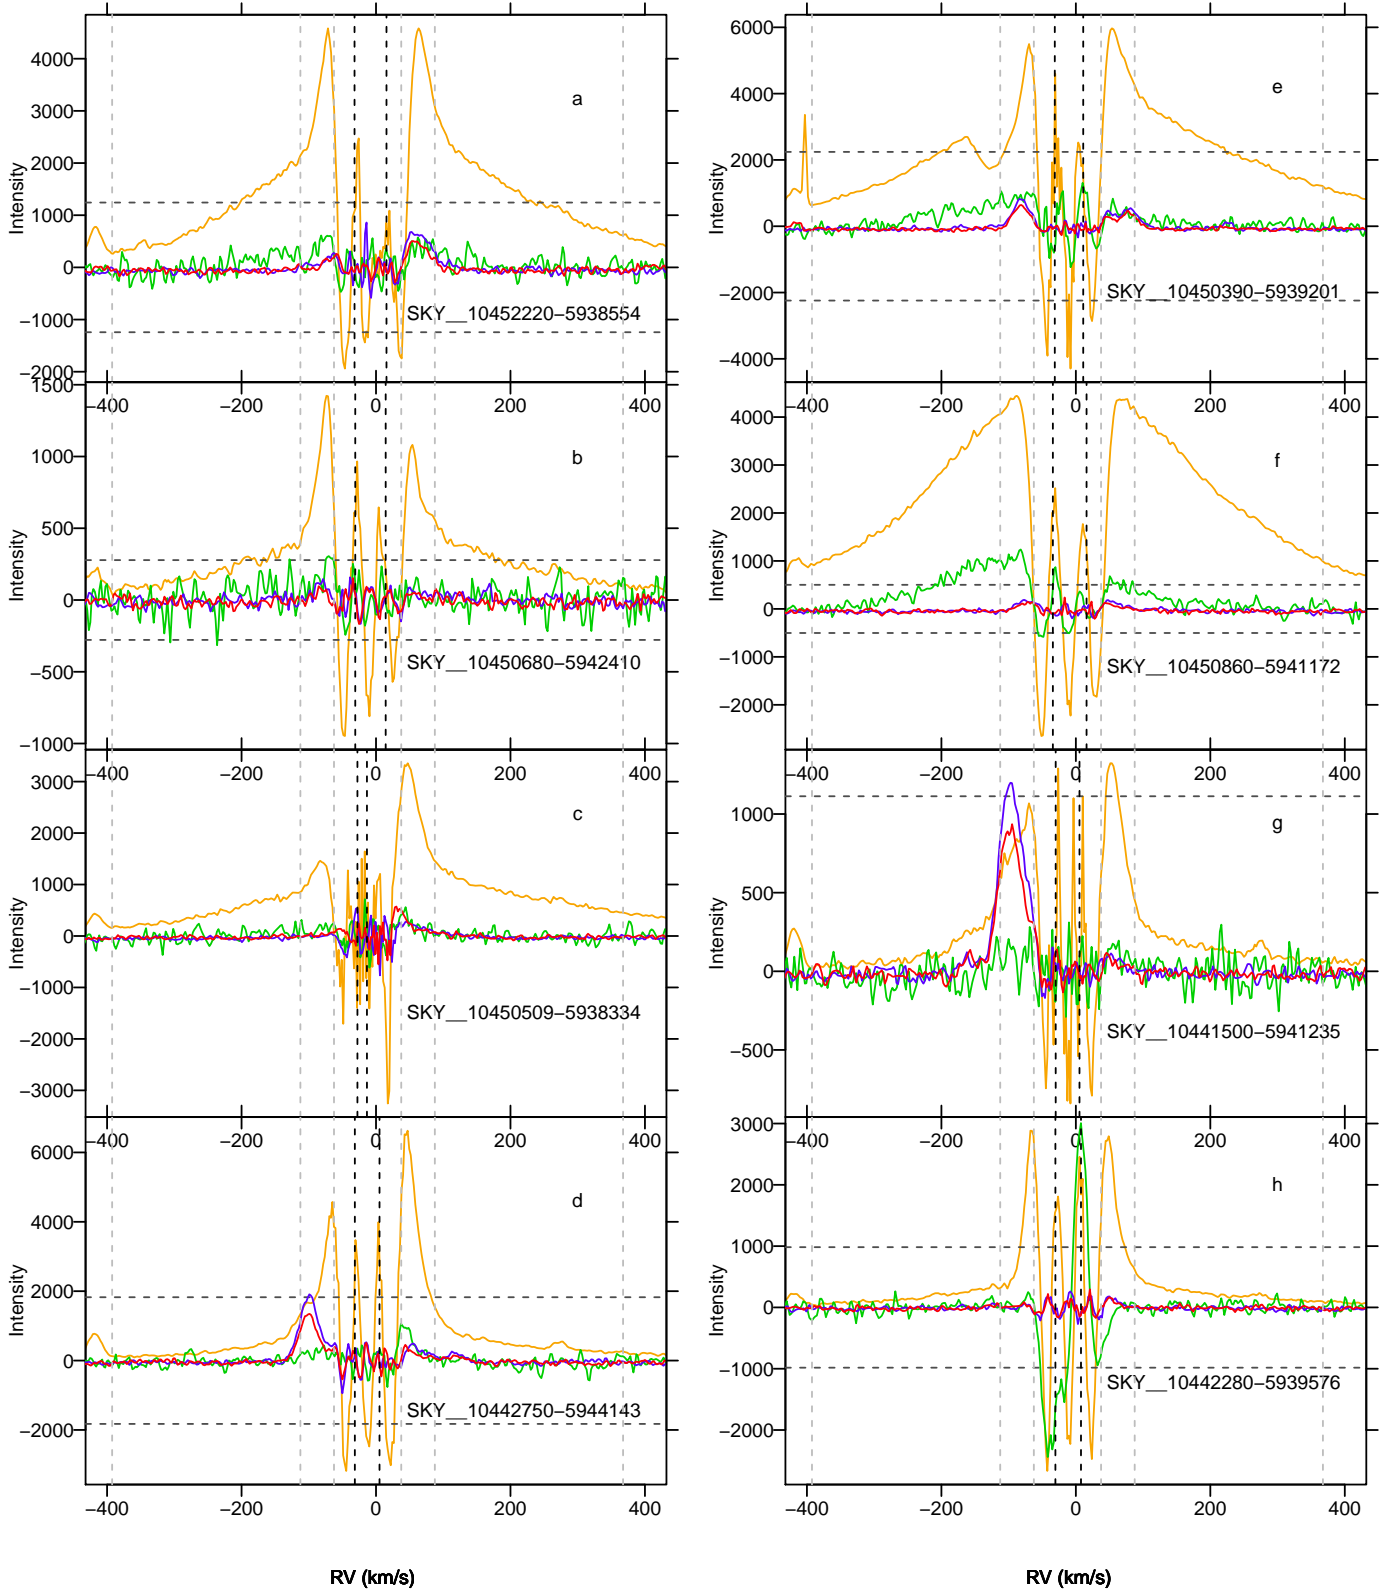 4000
3000
2000
1000
0
−1000
−2000
Intensity
a
SKY__10452220−5938554
−400 −200 0 200 400
1500
1000
500
0
−500
−1000
Intensity
b
SKY__10450680−5942410
−400 −200 0 200 400
3000
2000
1000
0
−1000
−2000
−3000
Intensity
c
SKY__10450509−5938334
−400 −200 0 200 400
6000
4000
2000
0
−2000
Intensity
d
SKY__10442750−5944143
−400 −200 0 200 400
RV (km/s)
6000
4000
2000
0
−2000
−4000
Intensity
e
SKY__10450390−5939201
−400 −200 0 200 400
4000
3000
2000
1000
0
−1000
−2000
Intensity
f
SKY__10450860−5941172
−400 −200 0 200 400
1000
500
0
−500
Intensity
g
SKY__10441500−5941235
−400 −200 0 200 400
3000
2000
1000
0
−1000
−2000
Intensity
h
SKY__10442280−5939576
−400 −200 0 200 400
RV (km/s)